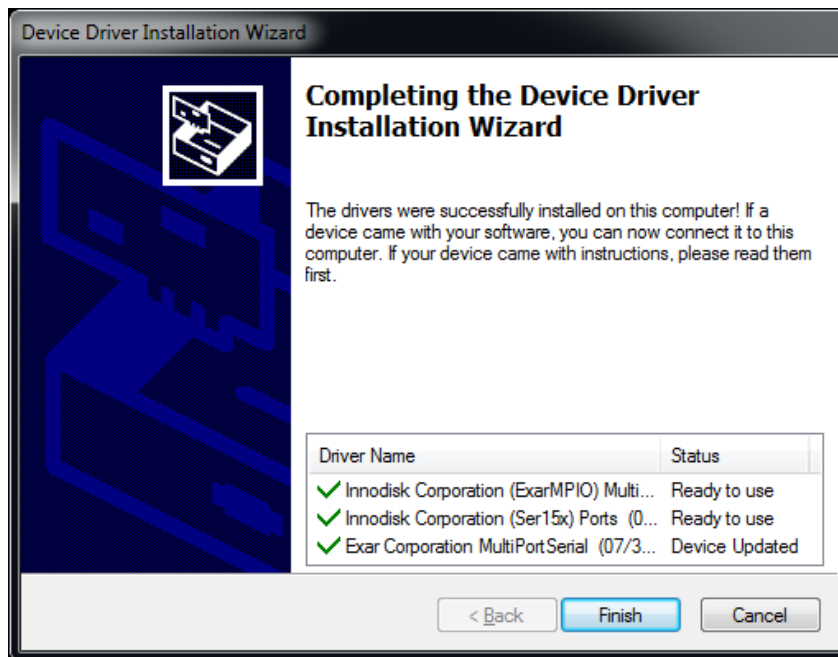 Device Driver Installation Wizard
Completing the Device Driver
Installation Wizard
The drivers were successfully installed on this computer! If a
device came with your software, you can now connect it to this
computer. If your device came with instructions, please read them
first.
Driver Name Status
Innodisk Corporation (ExarMPIO) Multi... Ready to use
Innodisk Corporation (Ser15x) Ports (0... Ready to use
Exar Corporation MultiPortSerial (07/3... Device Updated
< Back Finish Cancel